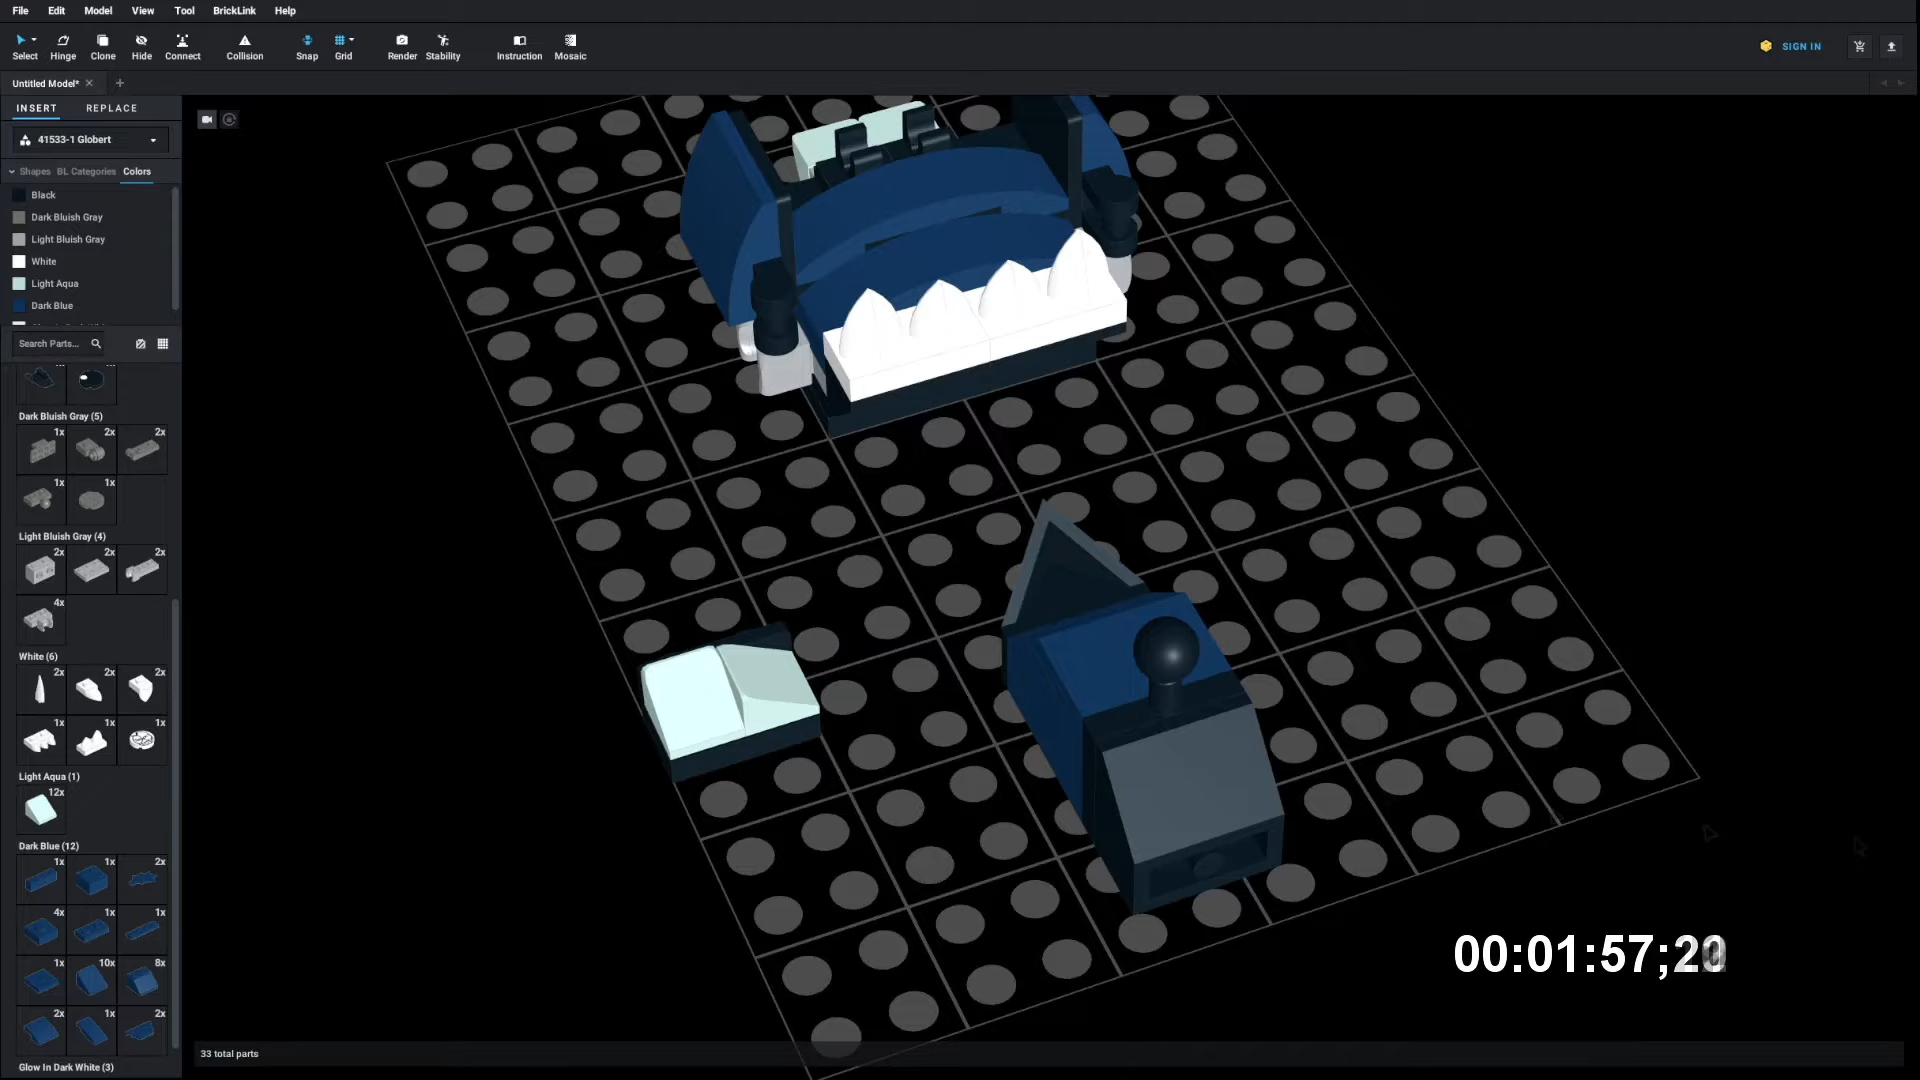 File Edit Model View Tool BrickLink Help
Select Hinge Clone Hide Connect Collision Snap Grid Render Stability Instruction Mosaic
SIGN IN
Untitled Model*
INSERT REPLACE
41533-1 Globert
Shapes BL Categories Colors
Black
Dark Bluish Gray
Light Bluish Gray
White
Light Aqua
Dark Blue
Search Parts...
Dark Bluish Gray (5)
1x 2x 2x
1x 1x
Light Bluish Gray (4)
2x 2x 2x
4x
White (6)
2x 2x 2x
1x 1x 1x
Light Aqua (1)
12x
Dark Blue (12)
1x 1x 2x
4x 1x 1x
1x 10x 8x
2x 1x 2x
Glow In Dark White (3)
33 total parts